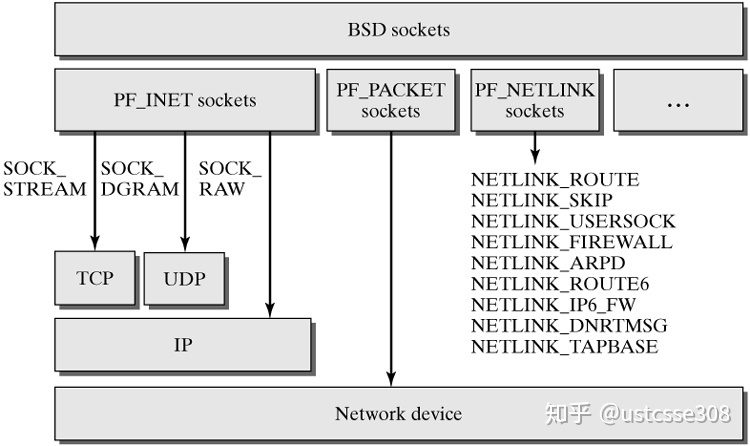 BSD sockets
PF_INET sockets
PF_PACKET
sockets
PF_NETLINK
sockets
...
SOCK_
STREAM
SOCK_
DGRAM
SOCK_
RAW
NETLINK_ROUTE
NETLINK_SKIP
NETLINK_USERSOCK
NETLINK_FIREWALL
NETLINK_ARPD
NETLINK_ROUTE6
NETLINK_IP6_FW
NETLINK_DNRTMSG
NETLINK_TAPBASE
TCP
UDP
IP
Network device
知乎 @ustcsse308